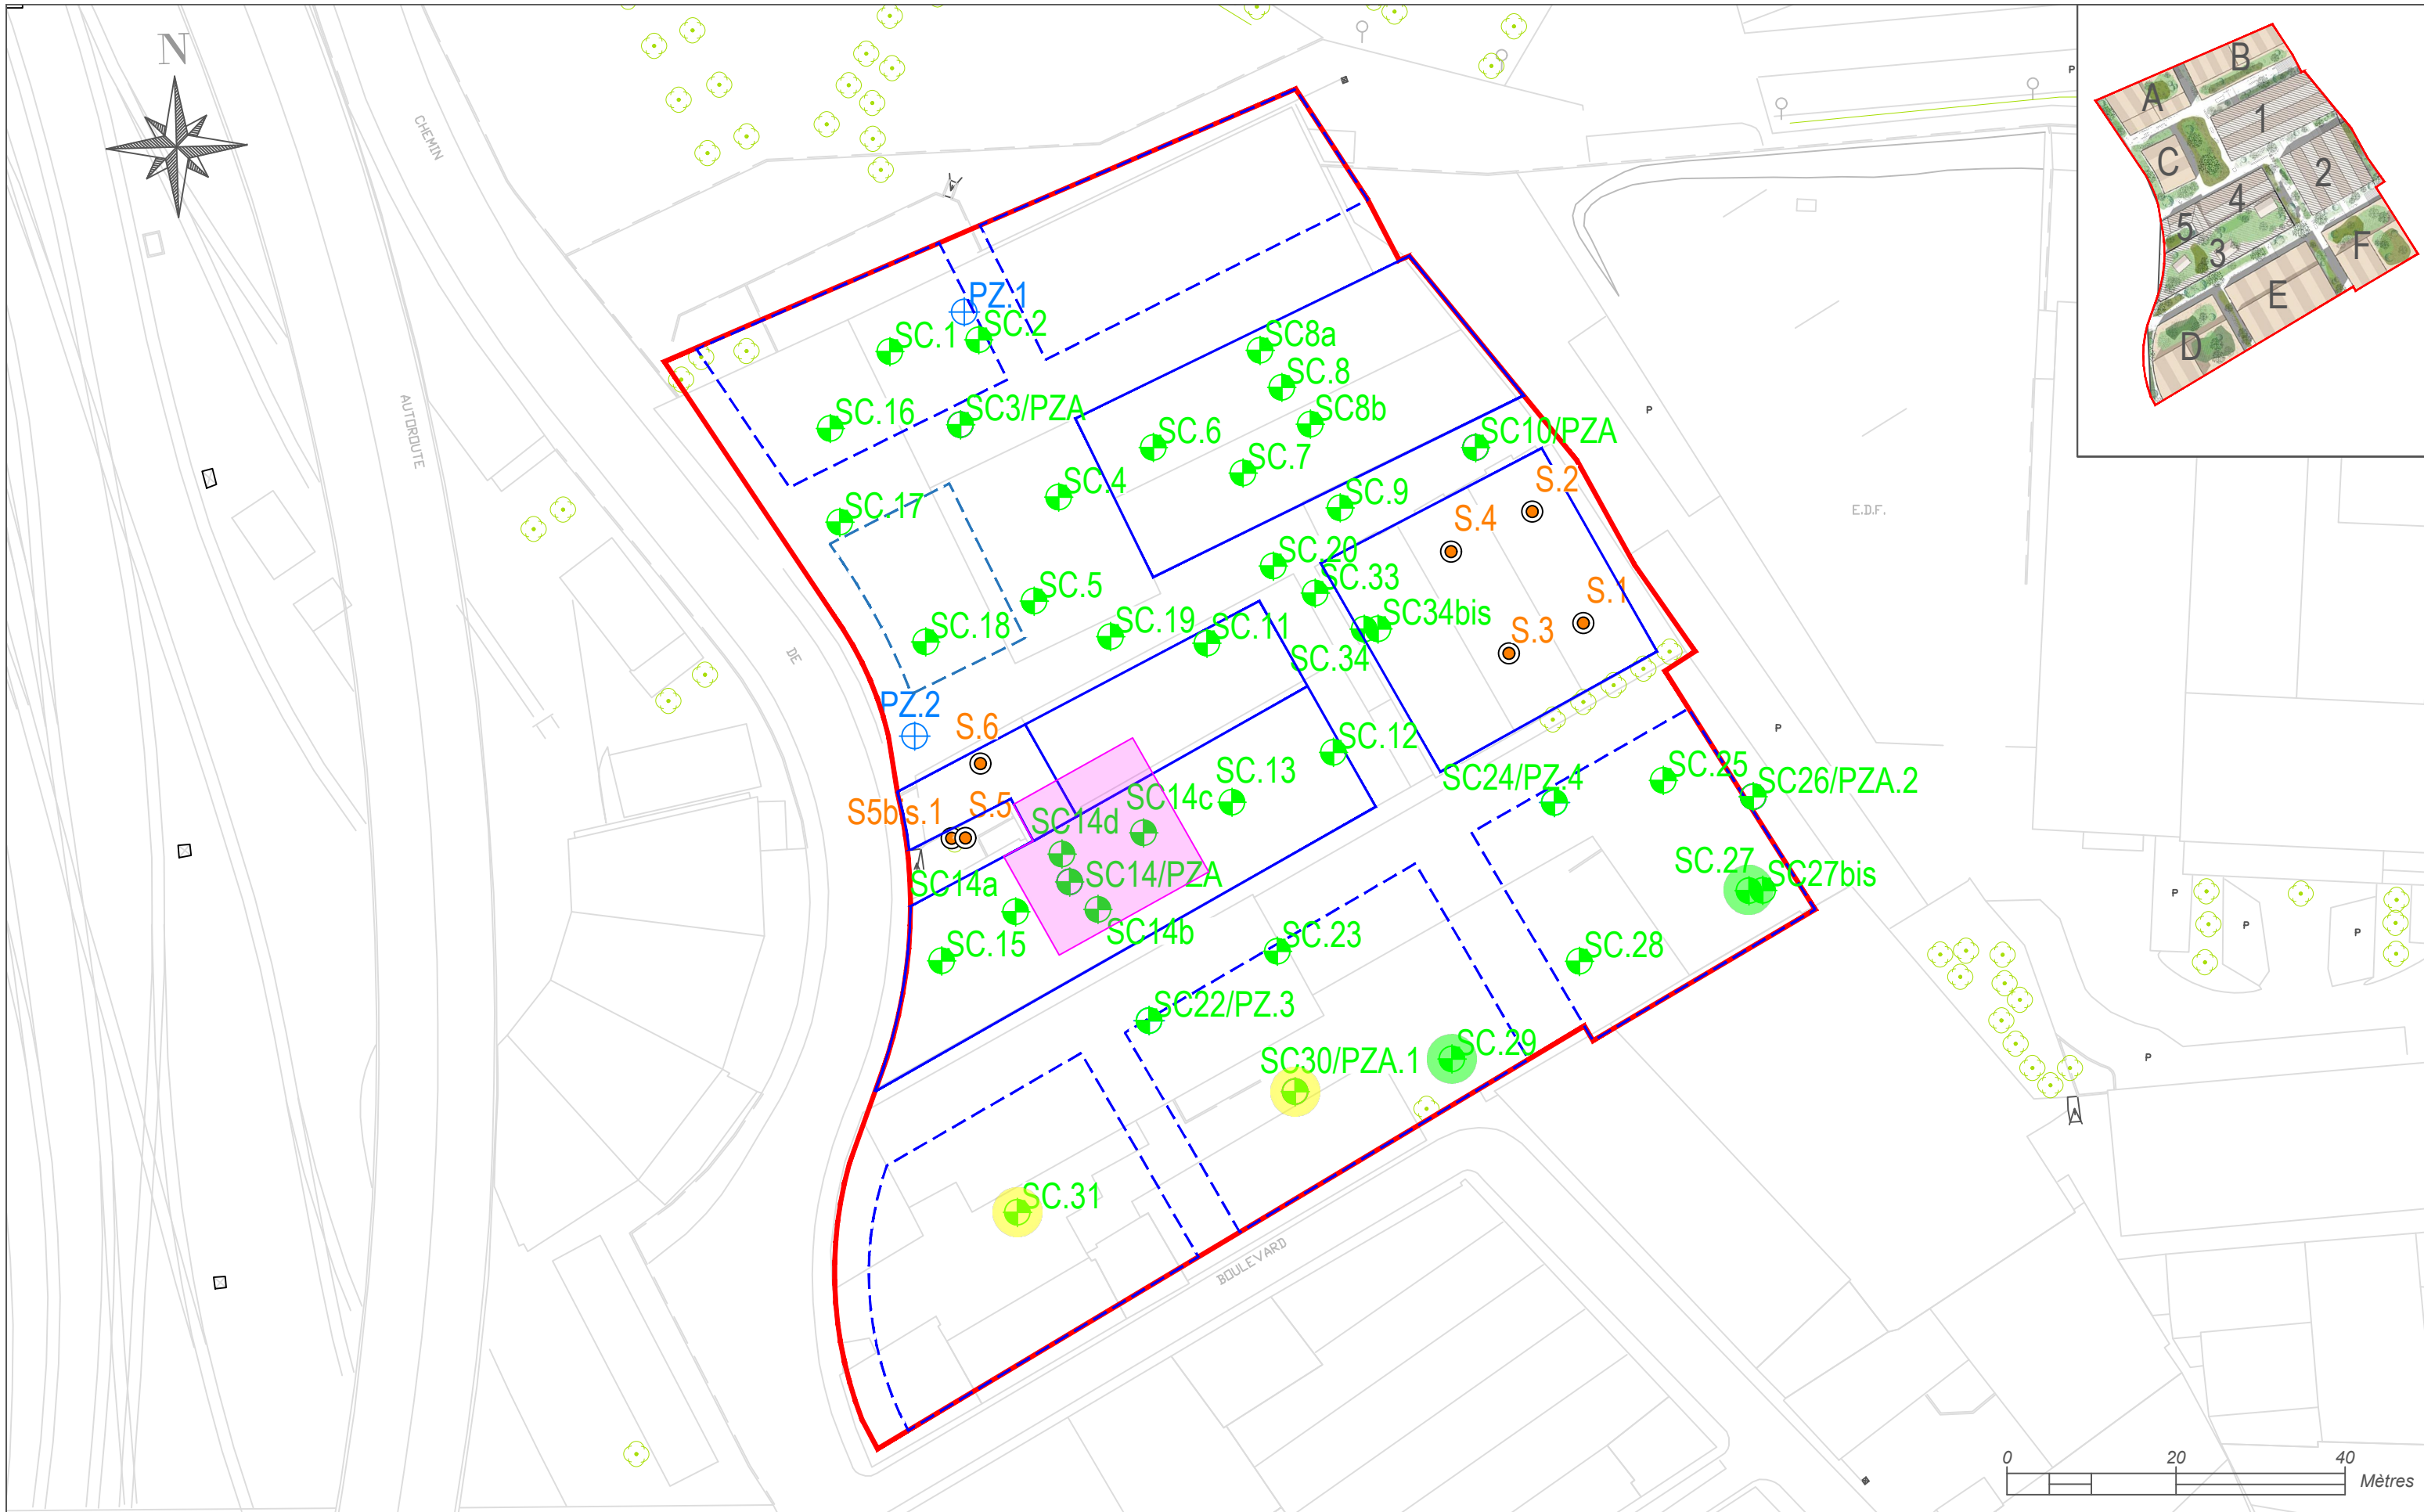 N
CHEMIN
AUTOROUTE
DE
BOULEVARD
E.D.F.
P
P
P
P
P
P
P
A
B
C
1
2
4
5
3
F
E
D
PZ.1
SC.1
SC.2
SC.16
SC3/PZA
SC8a
SC.8
SC8b
SC.6
SC.7
SC.4
SC10/PZA
SC.9
S.2
S.4
SC.17
SC.20
SC.33
SC.5
SC34bis
S.1
S.3
SC.18
SC.19
SC.11
SC.34
PZ.2
S.6
SC.12
SC.13
SC24/PZ.4
SC.25
SC26/PZA.2
S5bis.1
S.5
SC14d
SC14c
SC14/PZA
SC14a
SC14b
SC.15
SC.27
SC27bis
SC.23
SC.28
SC22/PZ.3
SC30/PZA.1
SC.29
SC.31
0 20 40
Mètres